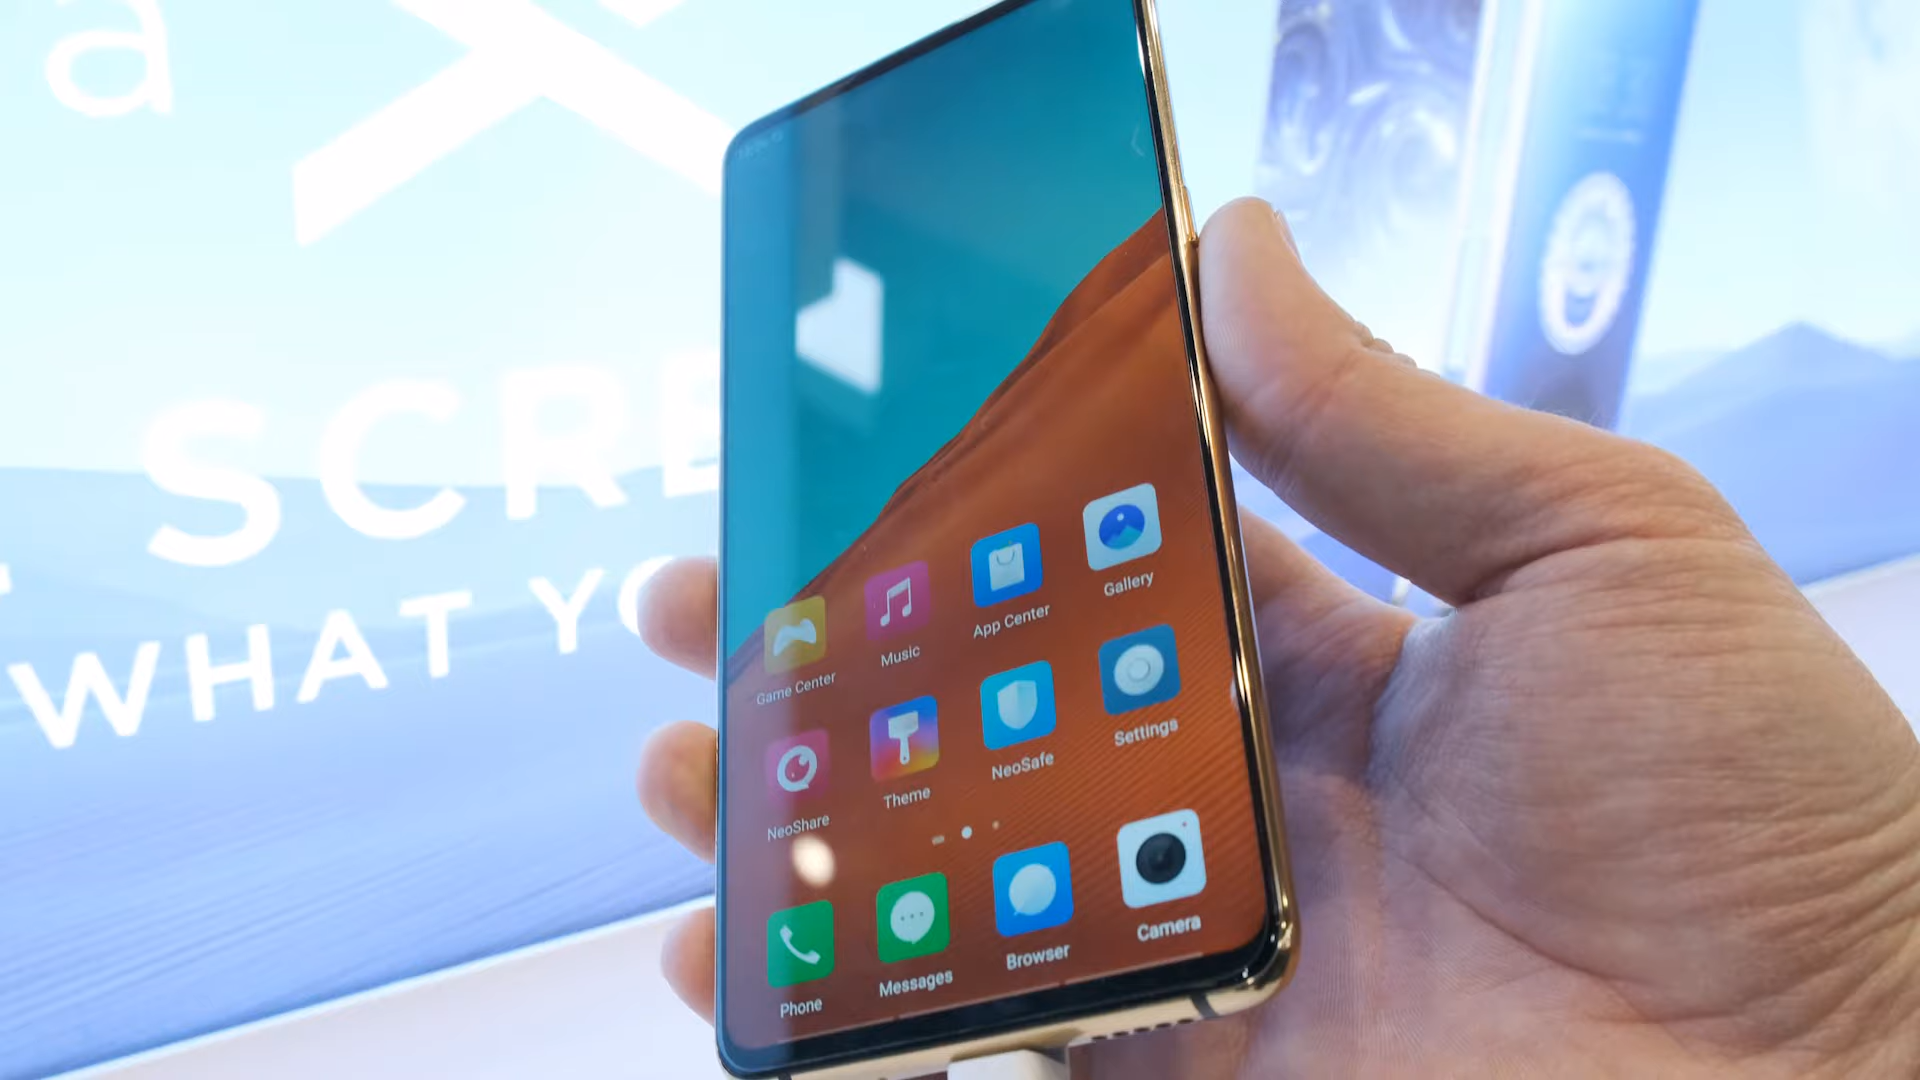 a X
SCRE
WHAT YO
Game Center
Music
App Center
Gallery
NeoShare
Theme
NeoSafe
Settings
Phone
Messages
Browser
Camera